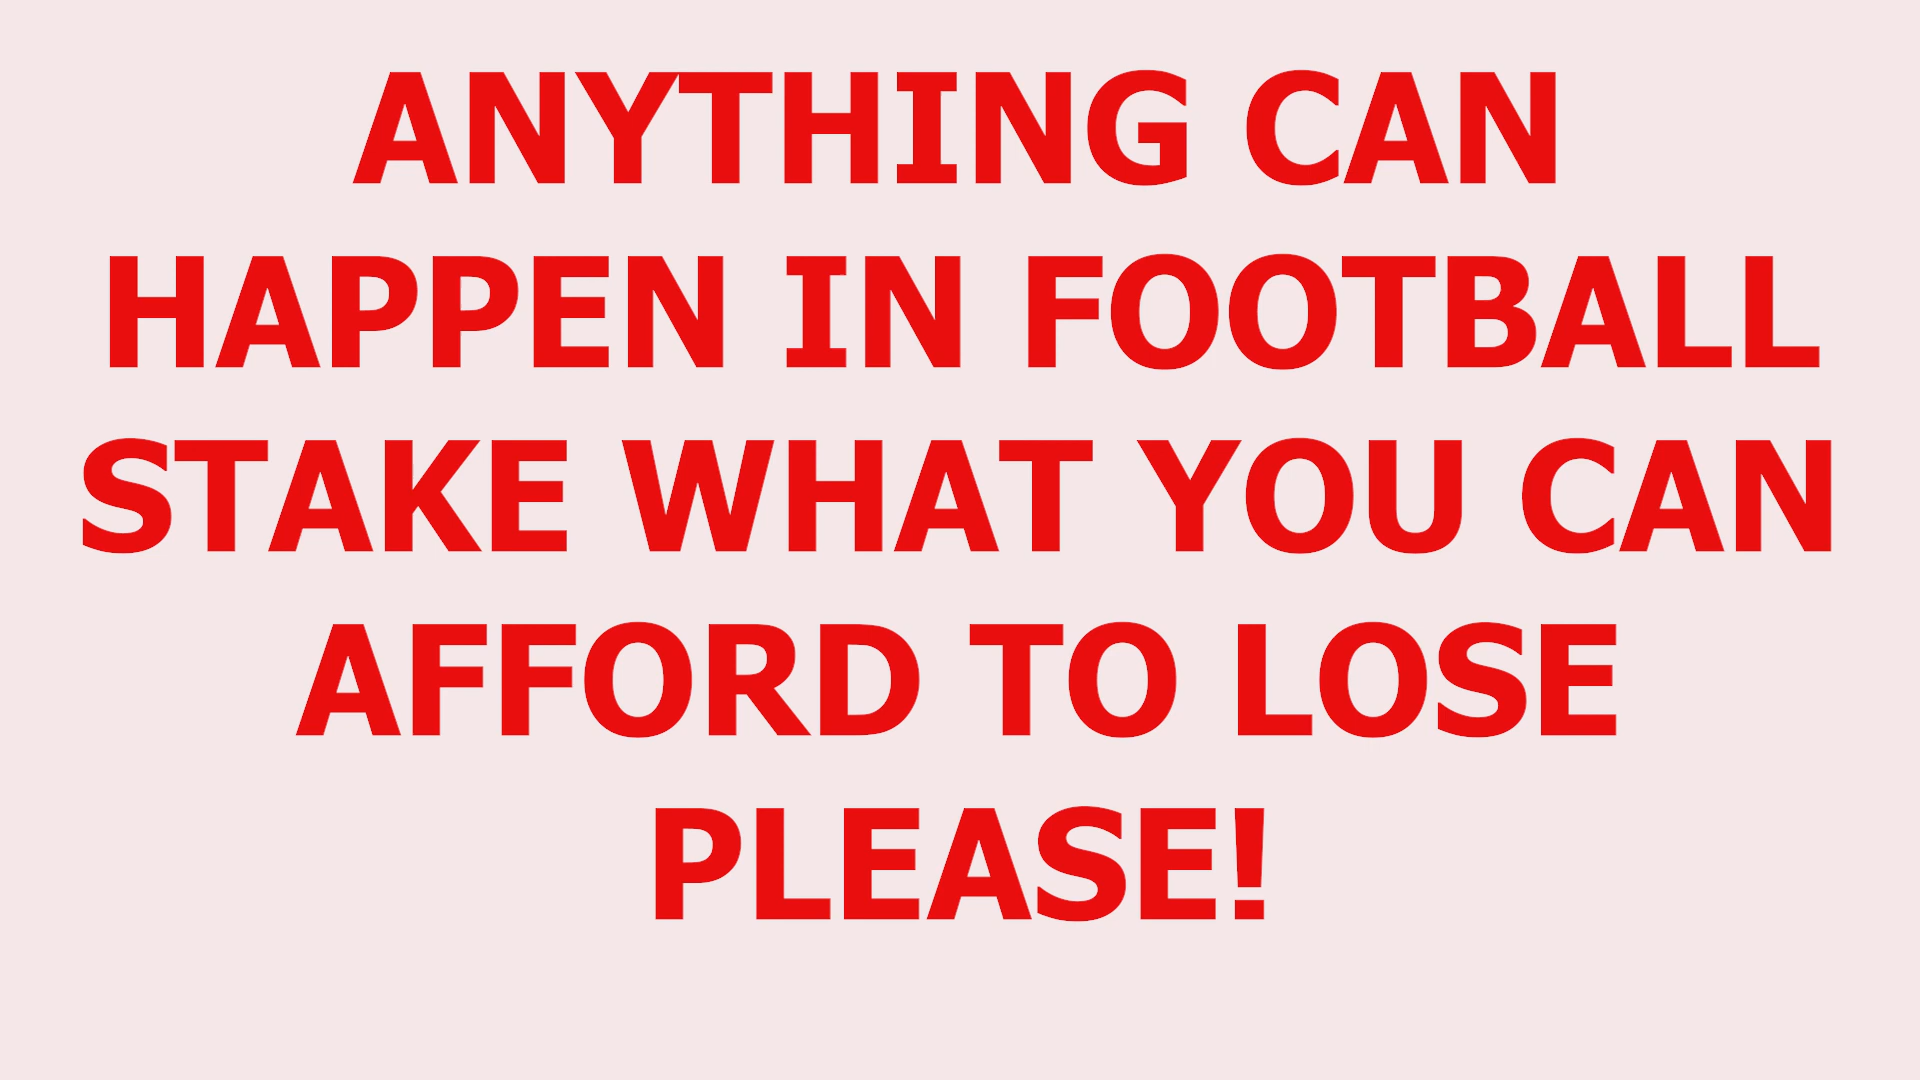 ANYTHING CAN
HAPPEN IN FOOTBALL
STAKE WHAT YOU CAN
AFFORD TO LOSE
PLEASE!